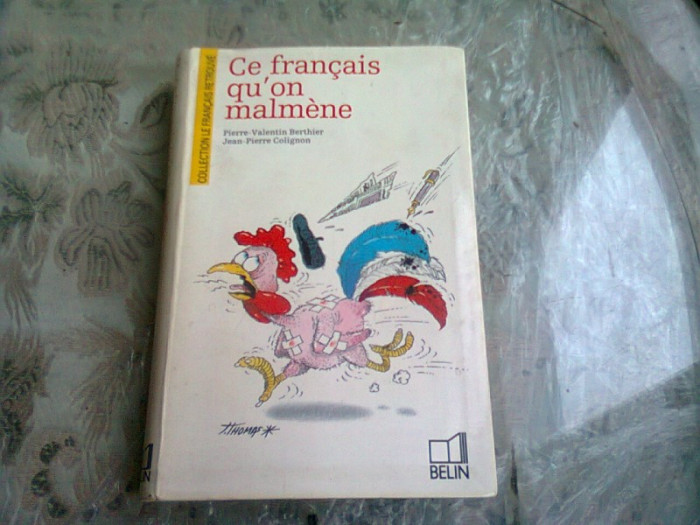 COLLECTION LE FRANÇAIS RETROUVÉ
Ce français
qu'on
malmène
Pierre-Valentin Berthier
Jean-Pierre Colignon
BELIN